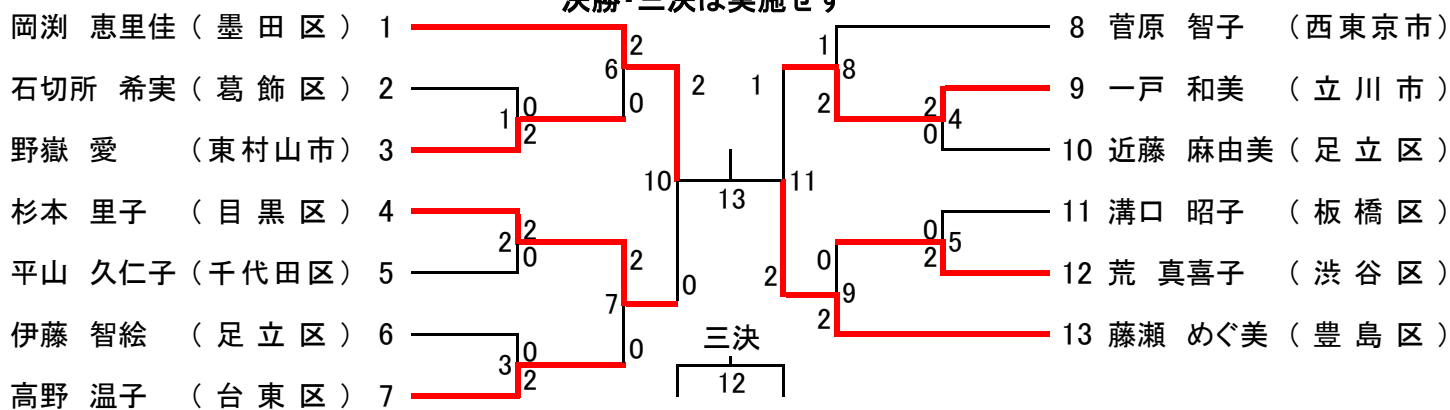 決勝・三決は実施せず
岡渕 恵里佳 ( 墨 田 区 ) 1
石切所 希実 ( 葛 飾 区 ) 2
野嶽 愛 ( 東村山市 ) 3
杉本 里子 ( 目 黒 区 ) 4
平山 久仁子 ( 千代田区 ) 5
伊藤 智絵 ( 足 立 区 ) 6
高野 温子 ( 台 東 区 ) 7
1 0 2
2 2 0
3 0 2
6 2 0
7 2 0
10 2 0
13
三決
12
11 1 2
8 1 2
9 0 2
4 2 0
5 0 2
8 菅原 智子 ( 西東京市 )
9 一戸 和美 ( 立 川 市 )
10 近藤 麻由美 ( 足 立 区 )
11 溝口 昭子 ( 板 橋 区 )
12 荒 真喜子 ( 渋 谷 区 )
13 藤瀬 めぐ美 ( 豊 島 区 )